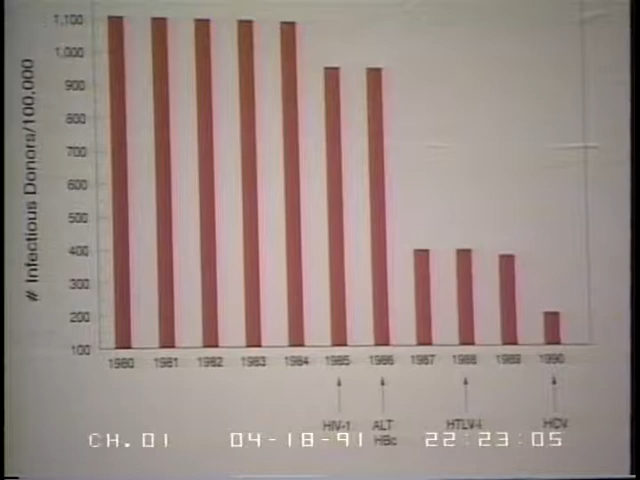 # Infectious Donors/100,000
1,100
1,000
900
800
700
600
500
400
300
200
100
1980 1981 1982 1983 1984 1985 1986 1987 1988 1989 1990
HIV-1 ALT HTLV-I HCV
HBc
CH.01 04-18-91 22:23:05